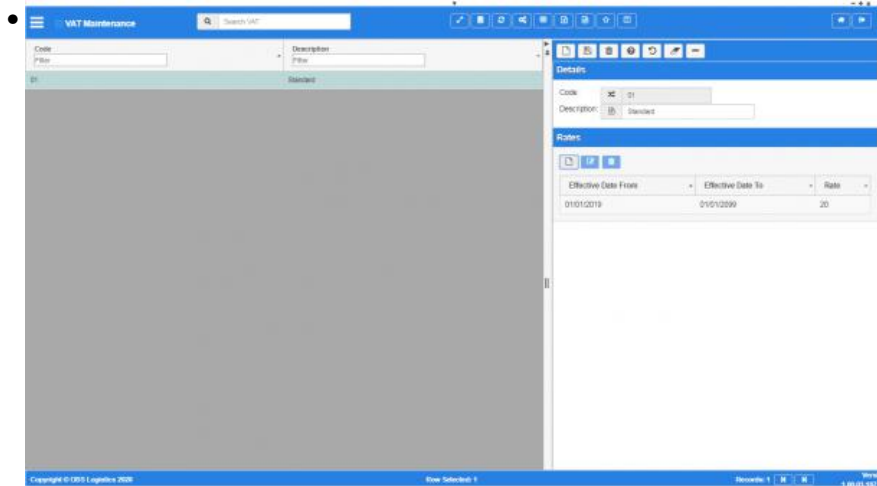 VAT Maintenance
Search VAT
Code
Filter
Description
Filter
01
Standard
Details
Code:
01
Description:
Standard
Rates
Effective Date From
Effective Date To
Rate
01/01/2019
01/01/2099
20
Copyright © OBS Logistics 2020
Row Selected: 1
Records: 1